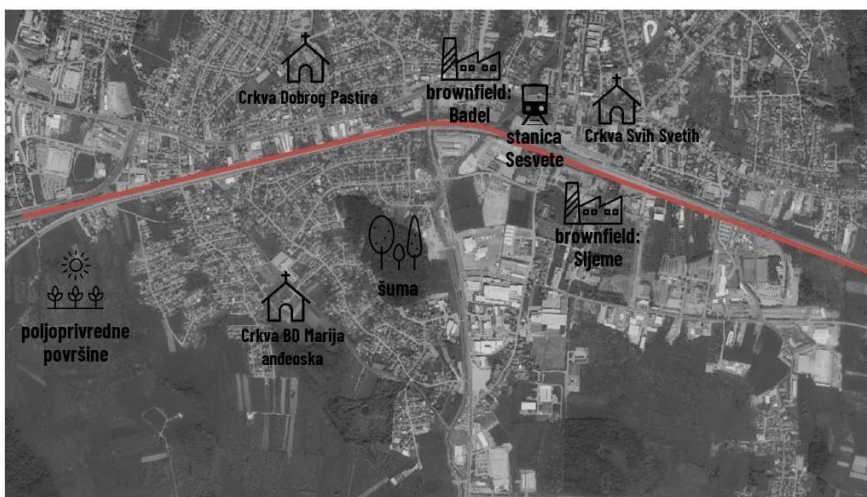 Crkva Dobrog Pastira
brownfield:
Badel
stanica
Sesvete
Crkva Svih Svetih
brownfield:
Sljeme
šuma
poljoprivredne
površine
Crkva BD Marija
anđeoska